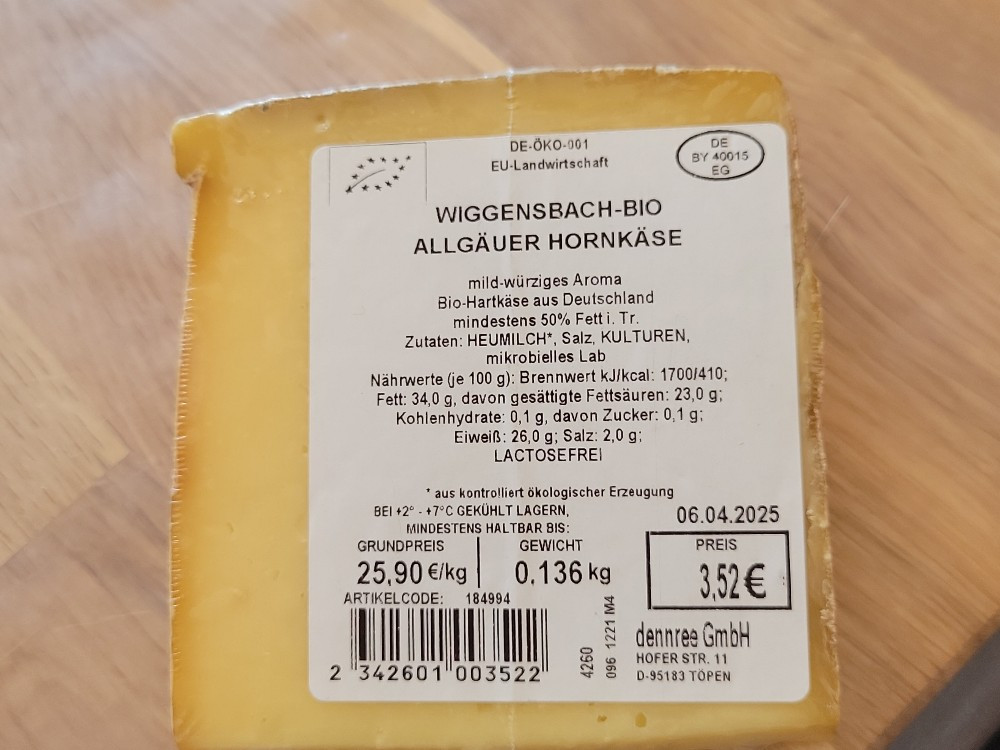 DE-ÖKO-001
EU-Landwirtschaft
DE
BY 40015
EG
WIGGENSBACH-BIO
ALLGÄUER HORNKÄSE
mild-würziges Aroma
Bio-Hartkäse aus Deutschland
mindestens 50% Fett i. Tr.
Zutaten: HEUMILCH*, Salz, KULTUREN,
mikrobielles Lab
Nährwerte (je 100 g): Brennwert kJ/kcal: 1700/410;
Fett: 34,0 g, davon gesättigte Fettsäuren: 23,0 g;
Kohlenhydrate: 0,1 g, davon Zucker: 0,1 g;
Eiweiß: 26,0 g; Salz: 2,0 g;
LACTOSEFREI
* aus kontrolliert ökologischer Erzeugung
BEI +2° - +7°C GEKÜHLT LAGERN,
MINDESTENS HALTBAR BIS:
06.04.2025
GRUNDPREIS
25,90 €/kg
GEWICHT
0,136 kg
PREIS
3,52 €
ARTIKELCODE: 184994
2 342601 003522
4260
096 1221 M4
dennree GmbH
HOFER STR. 11
D-95183 TÖPEN